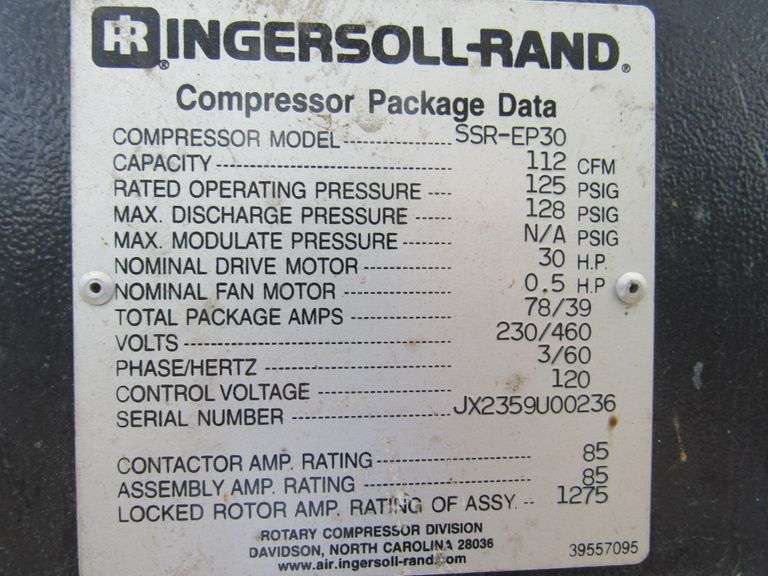 IR INGERSOLL-RAND®
Compressor Package Data
COMPRESSOR MODEL SSR-EP30
CAPACITY 112 CFM
RATED OPERATING PRESSURE 125 PSIG
MAX. DISCHARGE PRESSURE 128 PSIG
MAX. MODULATE PRESSURE N/A PSIG
NOMINAL DRIVE MOTOR 30 H.P.
NOMINAL FAN MOTOR 0.5 H.P
TOTAL PACKAGE AMPS 78/39
VOLTS 230/460
PHASE/HERTZ 3/60
CONTROL VOLTAGE 120
SERIAL NUMBER JX2359U00236
CONTACTOR AMP. RATING 85
ASSEMBLY AMP. RATING 85
LOCKED ROTOR AMP. RATING OF ASSY. 1275
ROTARY COMPRESSOR DIVISION
DAVIDSON, NORTH CAROLINA 28036
www.air.ingersoll-rand.com
39557095